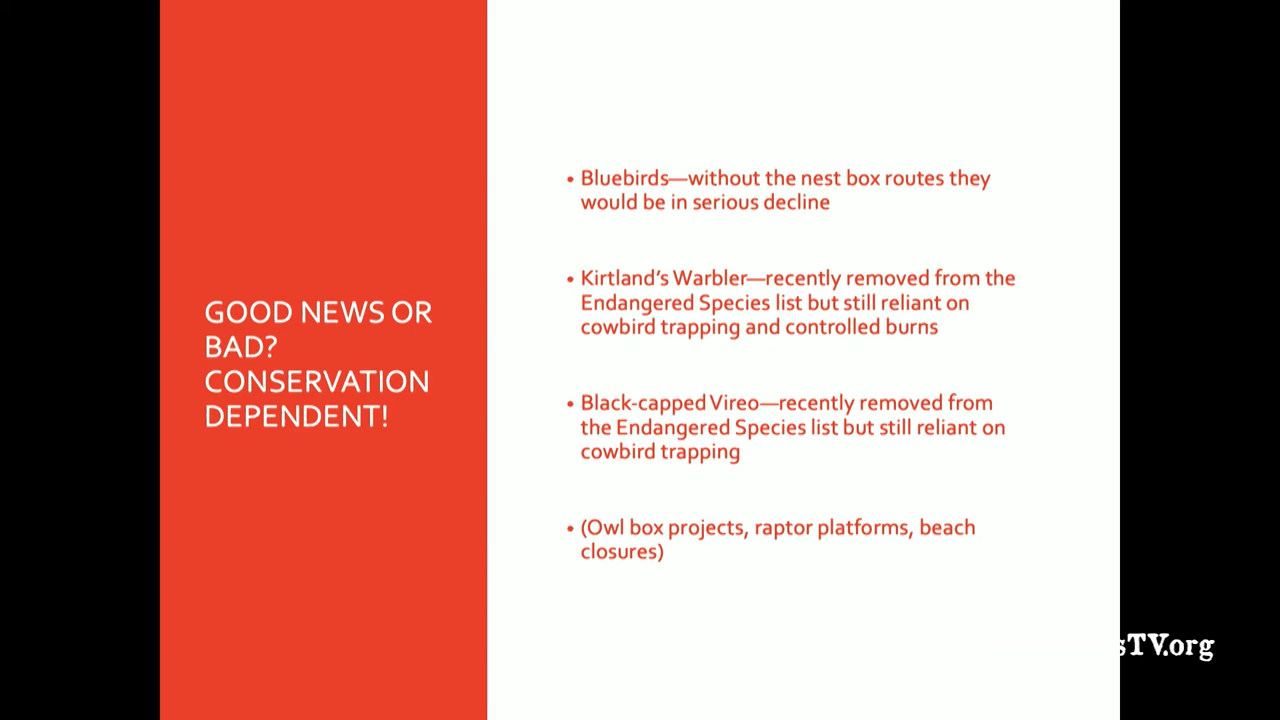 GOOD NEWS OR
BAD?
CONSERVATION
DEPENDENT!
• Bluebirds—without the nest box routes they
would be in serious decline
• Kirtland’s Warbler—recently removed from the
Endangered Species list but still reliant on
cowbird trapping and controlled burns
• Black-capped Vireo—recently removed from
the Endangered Species list but still reliant on
cowbird trapping
• (Owl box projects, raptor platforms, beach
closures)
sTV.org